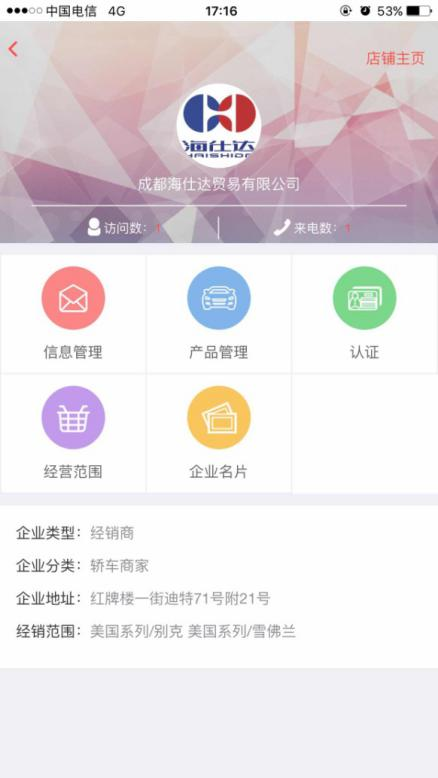 中国电信 4G 17:16 53%
店铺主页
海仕达
HAISHIDA
成都海仕达贸易有限公司
访问数：1 来电数：1
信息管理 产品管理 认证
经营范围 企业名片
企业类型：经销商
企业分类：轿车商家
企业地址：红牌楼一街迪特71号附21号
经销范围：美国系列/别克 美国系列/雪佛兰